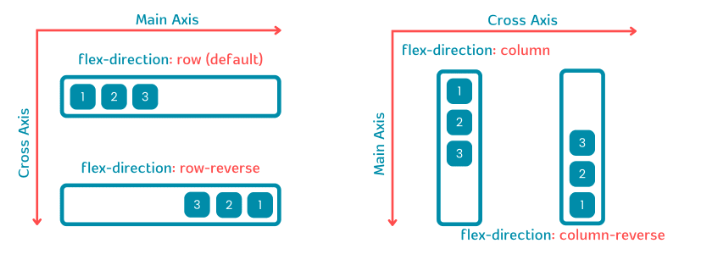 Main Axis
flex-direction: row (default)
1 2 3
Cross Axis
flex-direction: row-reverse
3 2 1
Cross Axis
flex-direction: column
1
2
3
Main Axis
3
2
1
flex-direction: column-reverse